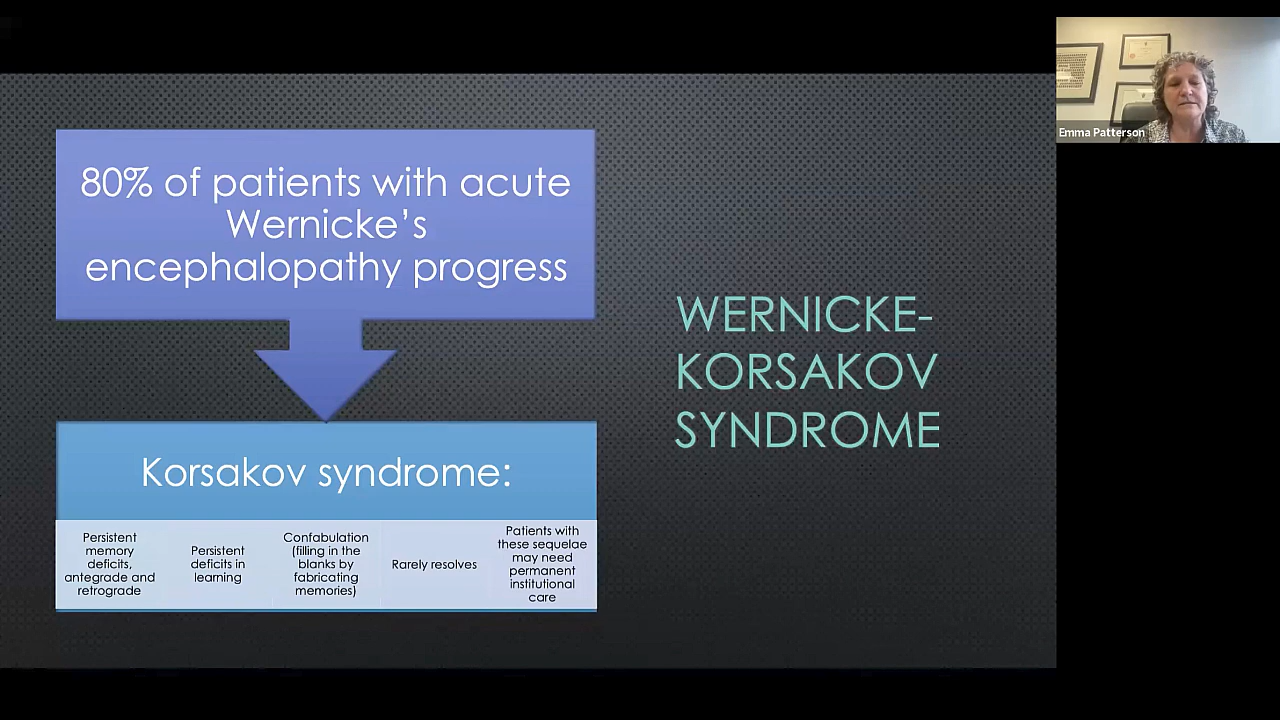 80% of patients with acute
Wernicke's
encephalopathy progress
Korsakov syndrome:
Persistent
memory
deficits,
antegrade and
retrograde
Persistent
deficits in
learning
Confabulation
(filling in the
blanks by
fabricating
memories)
Rarely resolves
Patients with
these sequelae
may need
permanent
institutional
care
WERNICKE-
KORSAKOV
SYNDROME
Emma Patterson